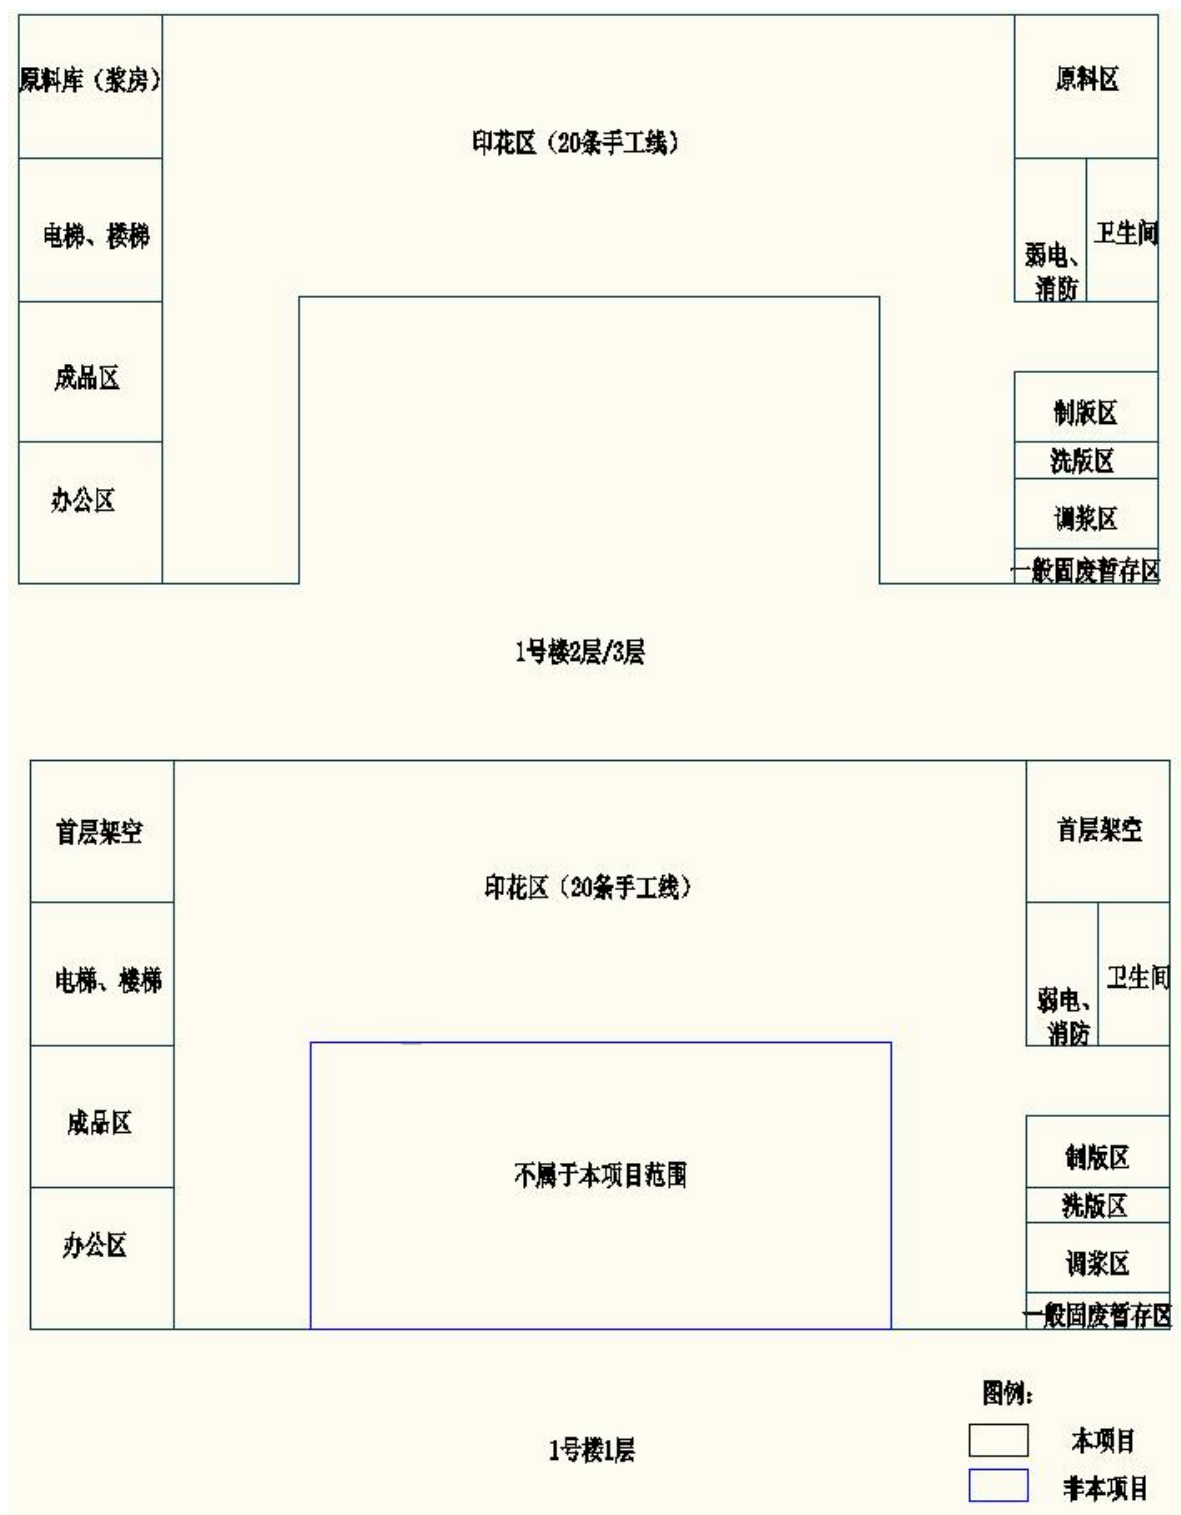 原料库（浆房）
印花区（20条手工线）
原料区
电梯、楼梯
弱电、
消防
卫生间
成品区
制版区
洗版区
办公区
调浆区
一般固废暂存区
1号楼2层/3层
首层架空
印花区（20条手工线）
首层架空
电梯、楼梯
弱电、
消防
卫生间
成品区
不属于本项目范围
制版区
洗版区
办公区
调浆区
一般固废暂存区
图例：
1号楼1层
本项目
非本项目